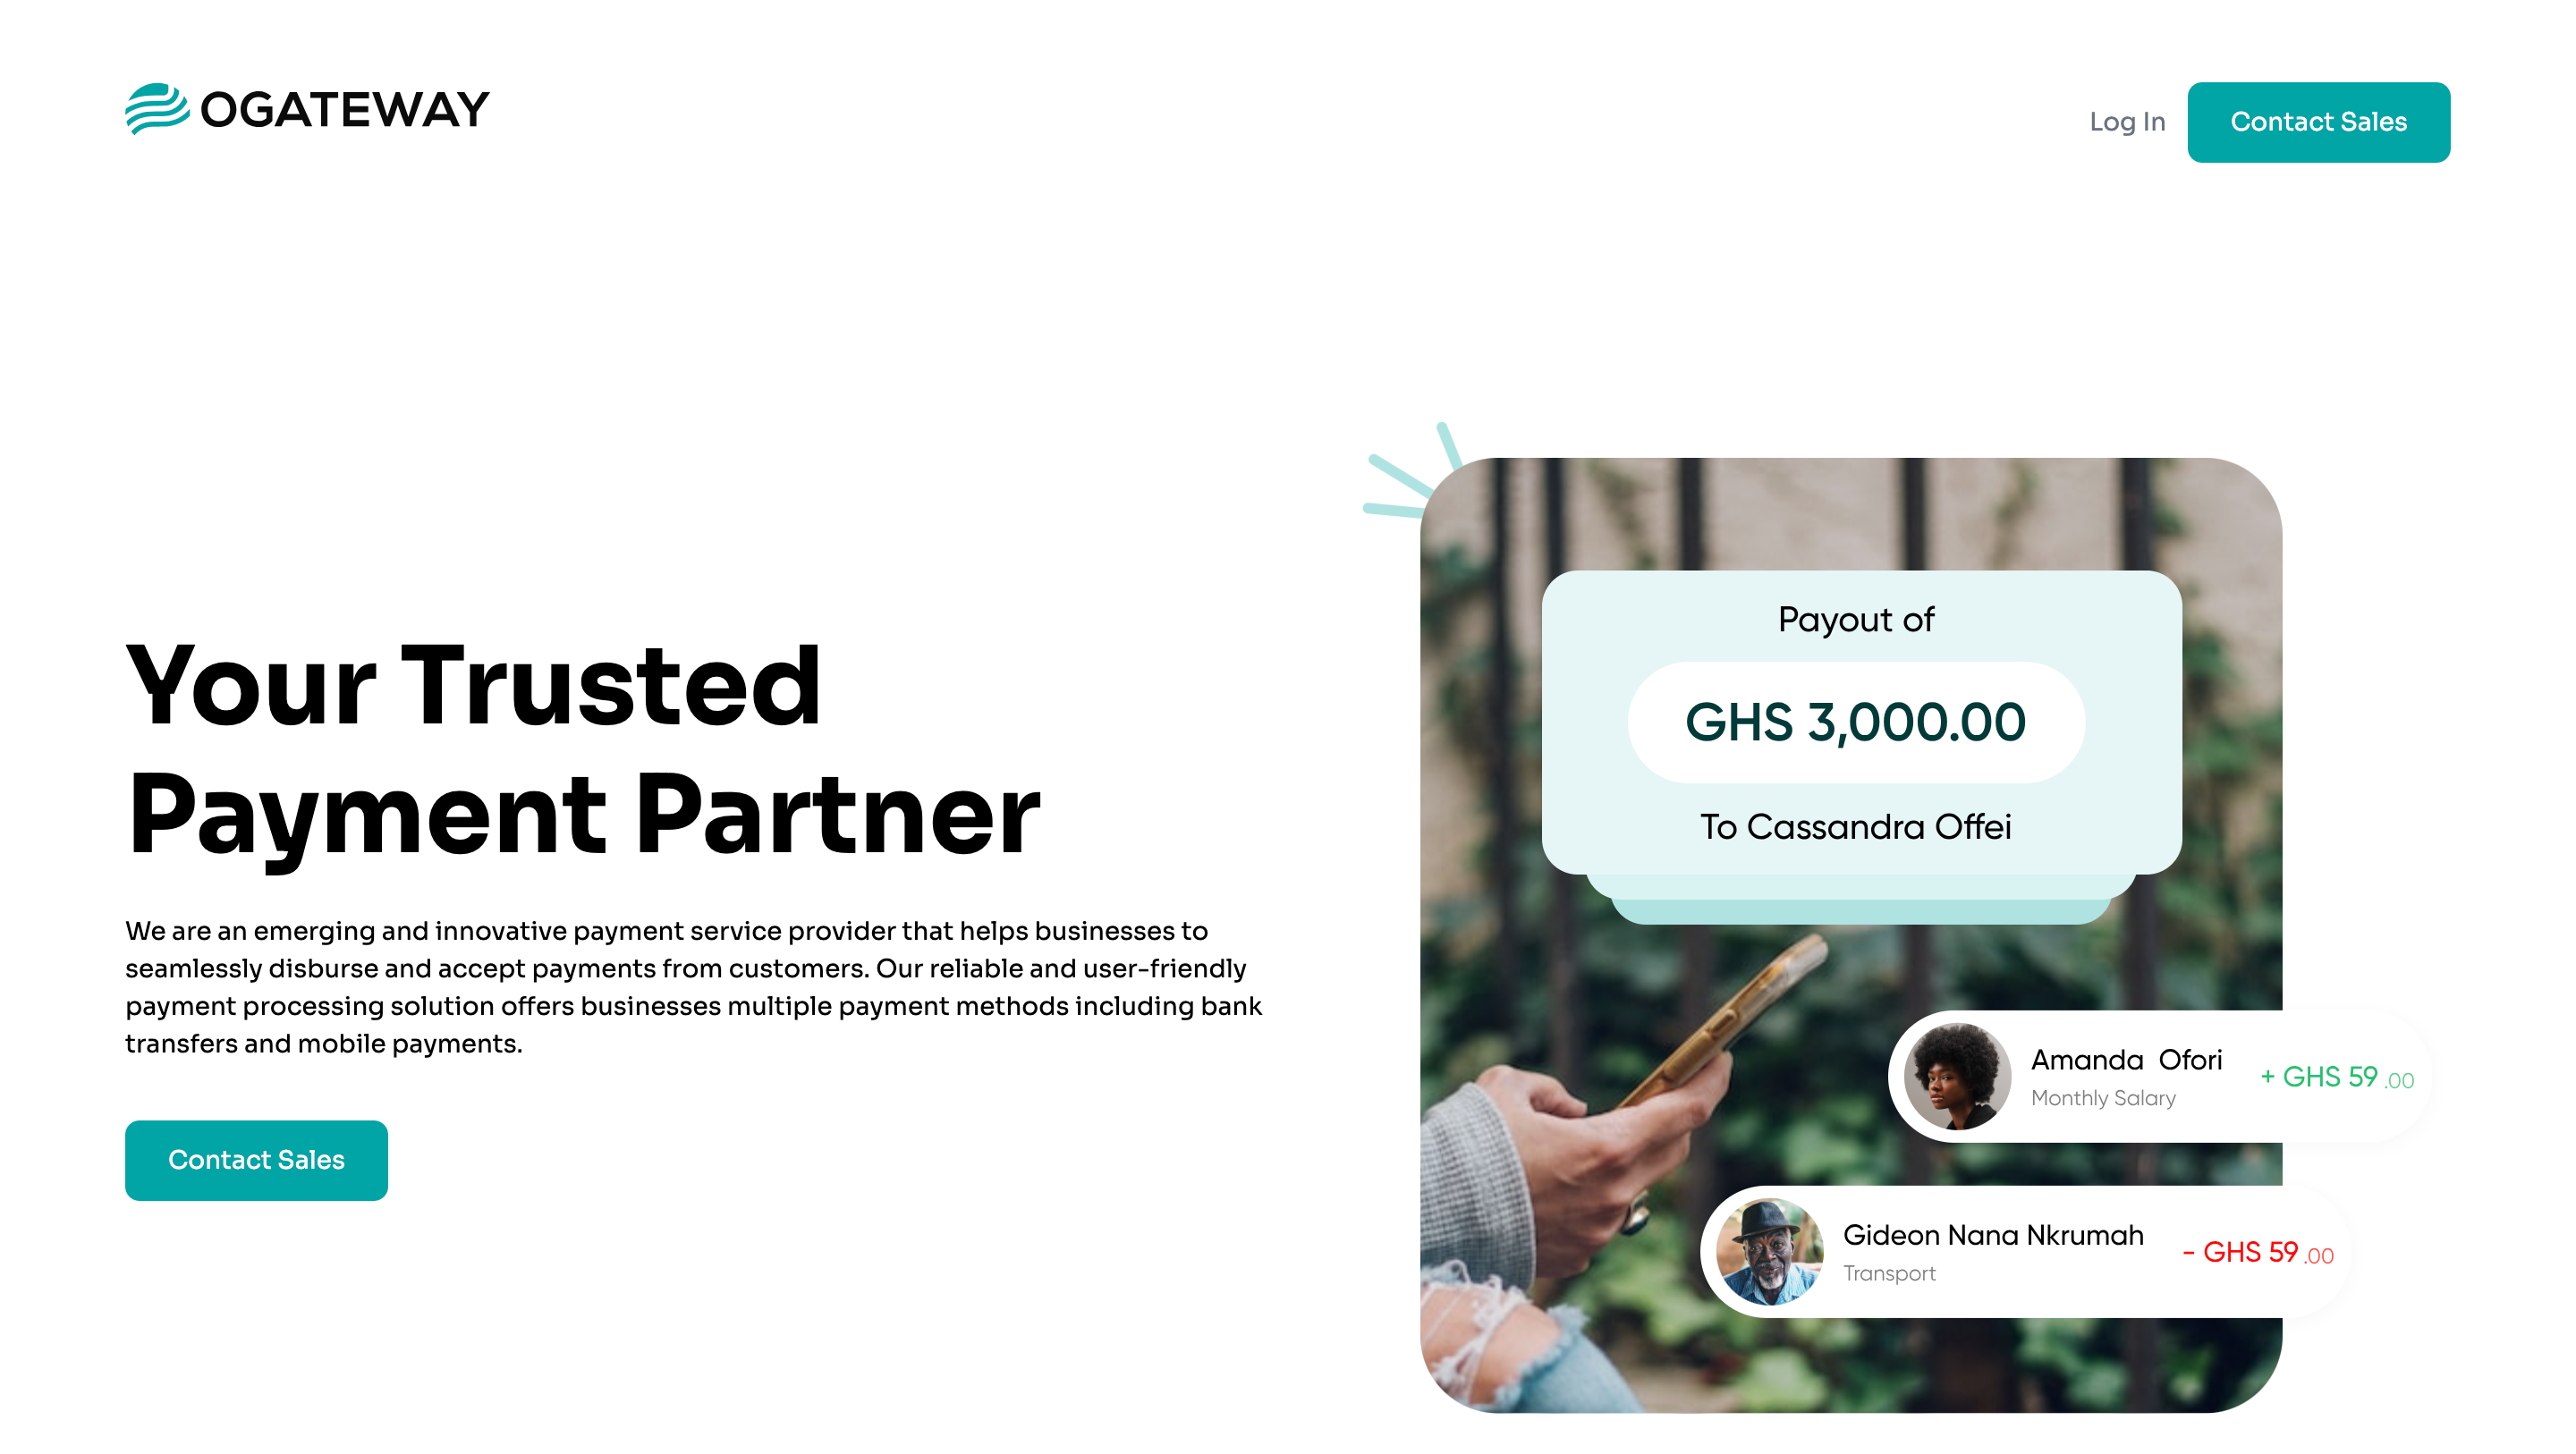 OGATEWAY
Log In
Contact Sales
Your Trusted
Payment Partner
We are an emerging and innovative payment service provider that helps businesses to
seamlessly disburse and accept payments from customers. Our reliable and user-friendly
payment processing solution offers businesses multiple payment methods including bank
transfers and mobile payments.
Contact Sales
Payout of
GHS 3,000.00
To Cassandra Offei
Amanda Ofori
Monthly Salary
+ GHS 59 .00
Gideon Nana Nkrumah
Transport
- GHS 59 .00